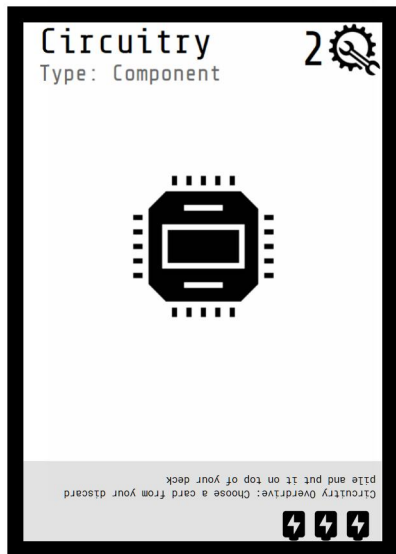 Circuitry
2
Type: Component
Circuitry Overdrive: Choose a card from your discard
pile and put it on top of your deck